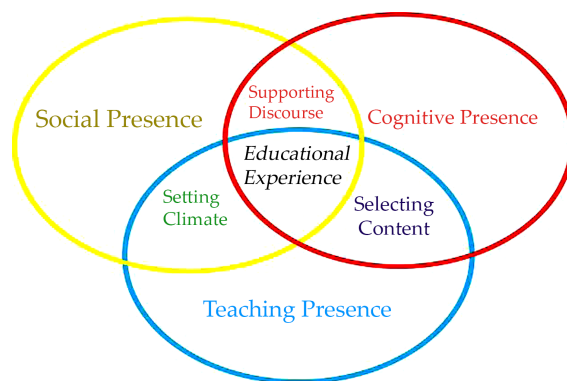 Supporting
Discourse
Social Presence
Cognitive Presence
Educational
Experience
Setting
Climate
Selecting
Content
Teaching Presence